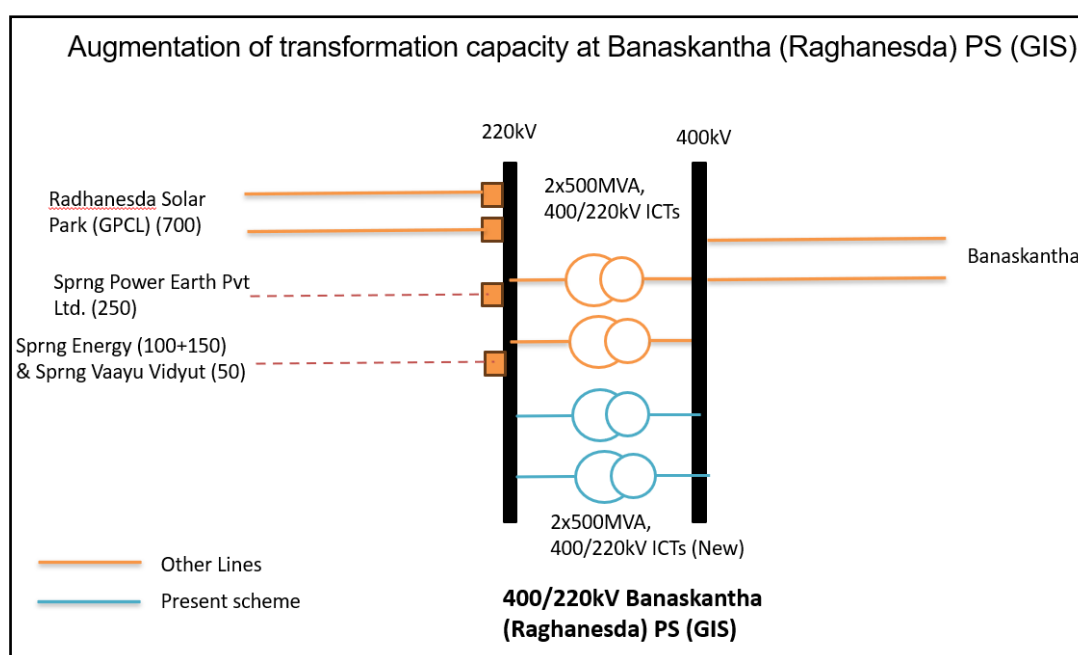 Augmentation of transformation capacity at Banaskantha (Raghanesda) PS (GIS)
220kV
400kV
2x500MVA,
400/220kV ICTs
Radhanesda Solar
Park (GPCL) (700)
Banaskantha
Sprng Power Earth Pvt
Ltd. (250)
Sprng Energy (100+150)
& Sprng Vaayu Vidyut (50)
2x500MVA,
400/220kV ICTs (New)
Other Lines
Present scheme
400/220kV Banaskantha
(Raghanesda) PS (GIS)